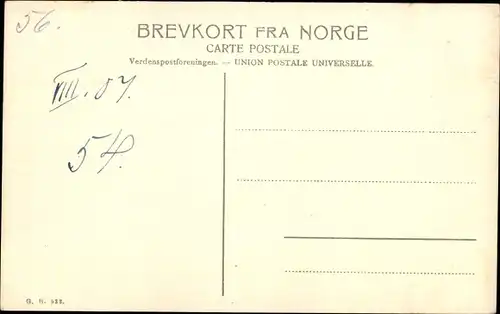 56.
BREVKORT FRA NORGE
CARTE POSTALE
Verdenspostforeningen. — UNION POSTALE UNIVERSELLE.
VIII. 07.
54.